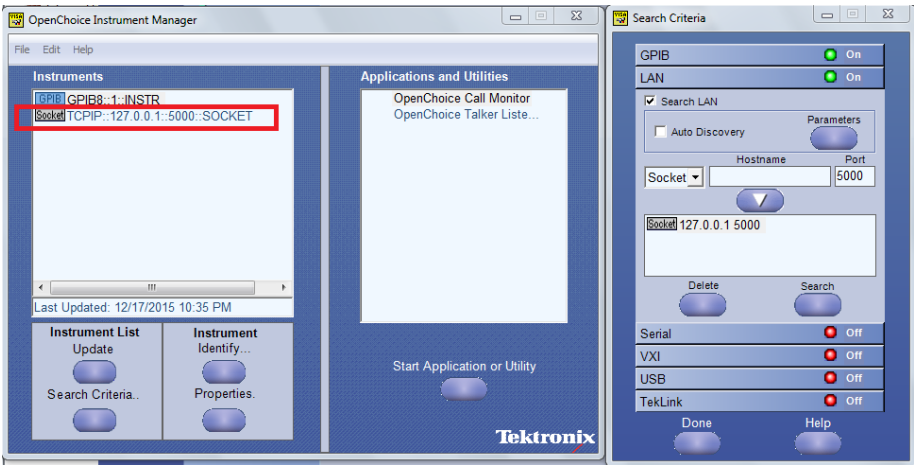 OpenChoice Instrument Manager
File Edit Help
Instruments
GPIB GPIB8::1::INSTR
Socket TCPIP::127.0.0.1::5000::SOCKET
Last Updated: 12/17/2015 10:35 PM
Instrument List
Update
Search Criteria..
Instrument
Identify...
Properties.
Applications and Utilities
OpenChoice Call Monitor
OpenChoice Talker Liste...
Start Application or Utility
Tektronix
Search Criteria
GPIB On
LAN On
Search LAN
Auto Discovery
Parameters
Hostname Port
Socket 5000
Socket 127.0.0.1 5000
Delete Search
Serial Off
VXI Off
USB Off
TekLink Off
Done Help